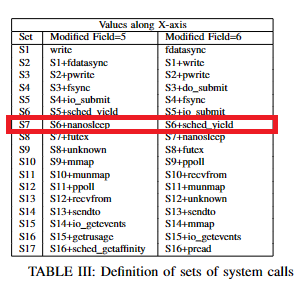 Values along X-axis
Set Modified Field=5 Modified Field=6
S1 write fdatasync
S2 S1+fdatasync S1+write
S3 S2+pwrite S2+pwrite
S4 S3+fsync S3+do_submit
S5 S4+io_submit S4+fsync
S6 S5+sched_yield S5+io_submit
S7 S6+nanosleep S6+sched_yield
S8 S7+futex S7+nanosleep
S9 S8+unknown S8+futex
S10 S9+mmap S9+ppoll
S11 S10+munmap S10+recvfrom
S12 S11+ppoll S11+munmap
S13 S12+recvfrom S12+unknown
S14 S13+sendto S13+sendto
S15 S14+io_getevents S14+mmap
S16 S15+getrusage S15+io_getevents
S17 S16+sched_getaffinity S16+pread
TABLE III: Definition of sets of system calls